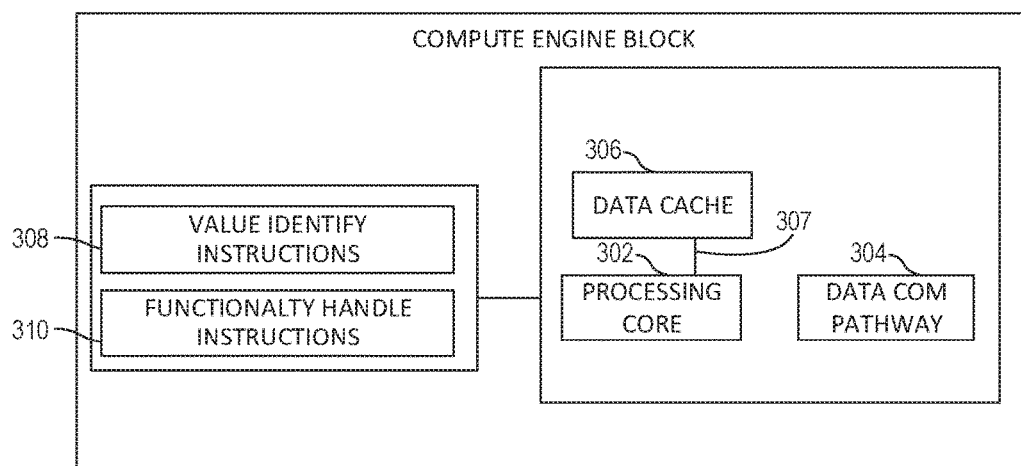 COMPUTE ENGINE BLOCK
306
DATA CACHE
307
308
VALUE IDENTIFY
INSTRUCTIONS
302
304
PROCESSING
CORE
DATA COM
PATHWAY
310
FUNCTIONALTY HANDLE
INSTRUCTIONS